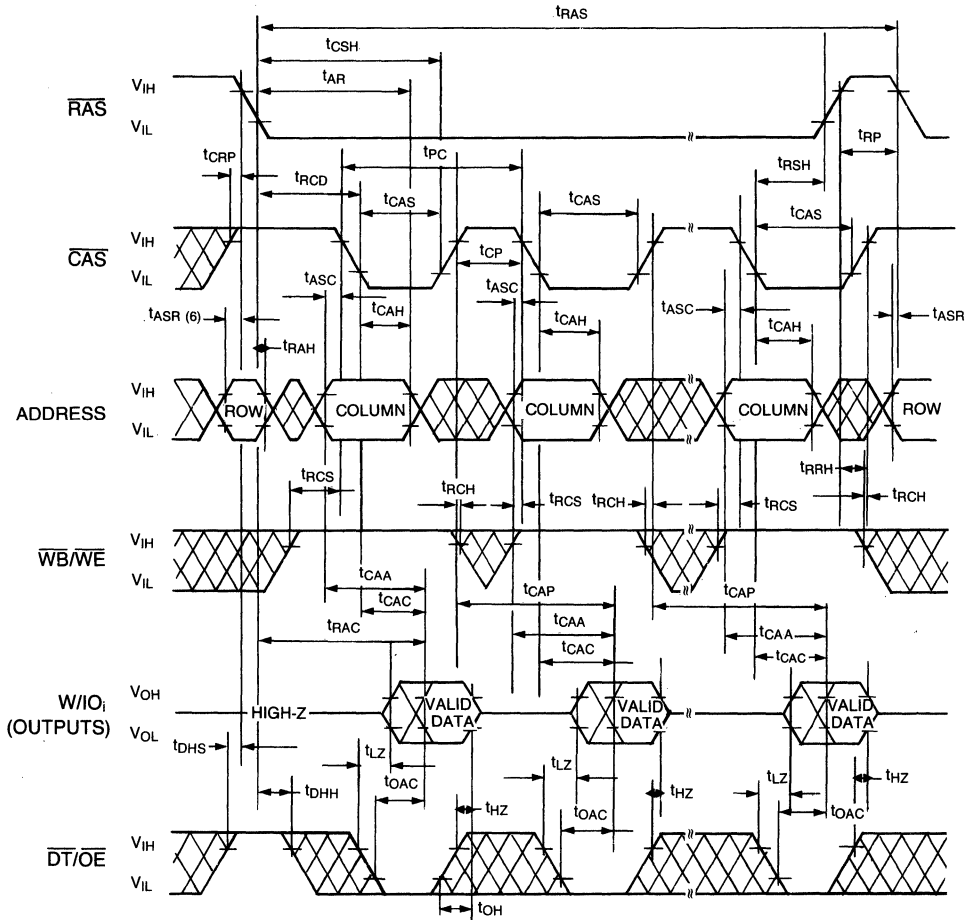 tRAS
tCSH
tAR
RAS VIH
VIL
tCRP tRCD tPC tRSH tRP
tCAS tCAS tCAS
CAS VIH
VIL
tCP
tASC tASC tASC
tASR (6) tCAH tCAH tCAH tASR
tRAH
ADDRESS VIH
VIL
ROW COLUMN COLUMN COLUMN ROW
tRRH
tRCS tRCH tRCS tRCH tRCS tRCH
WB/WE VIH
VIL
tCAA tCAP tCAP
tCAC
tRAC tCAA tCAA
tCAC tCAC
W/IOi
(OUTPUTS)
VOH
VOL
HIGH-Z VALID DATA VALID DATA VALID DATA
tDHS tLZ tLZ tLZ tHZ
tDHH tOAC tHZ tOAC tHZ tOAC
DT/OE VIH
VIL
tOH